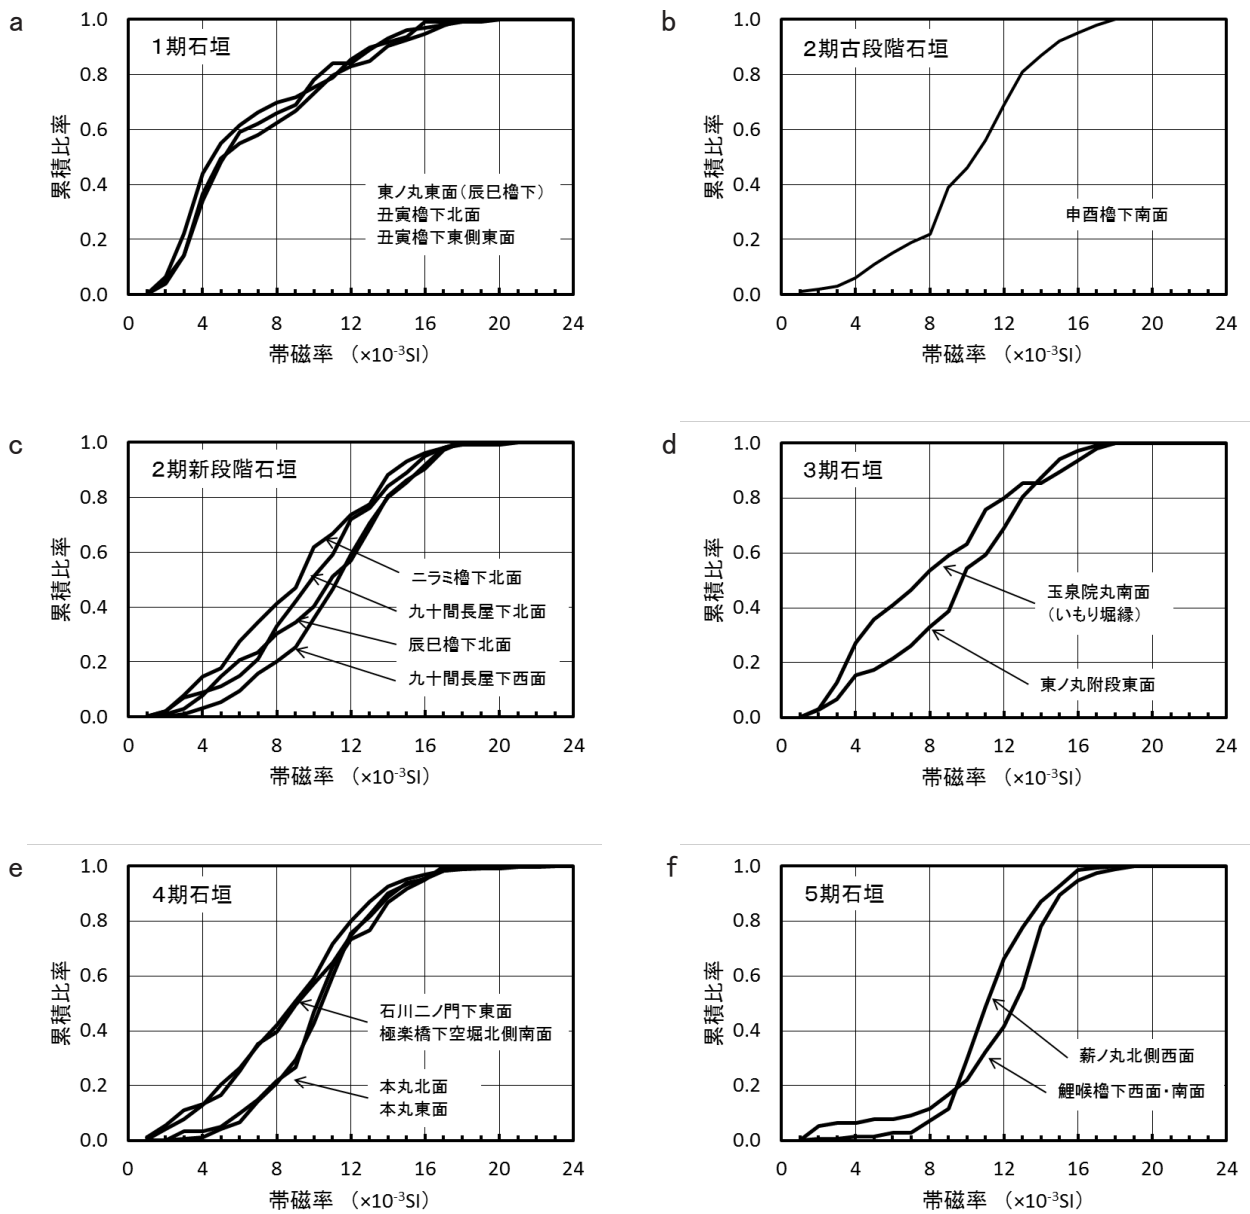 a
1期石垣
累積比率
1.0
0.8
0.6
0.4
0.2
0.0
東ノ丸東面(辰巳櫓下)
丑寅櫓下北面
丑寅櫓下東側東面
0 4 8 12 16 20 24
帯磁率 (×10-3SI)
b
2期古段階石垣
累積比率
1.0
0.8
0.6
0.4
0.2
0.0
申酉櫓下南面
0 4 8 12 16 20 24
帯磁率 (×10-3SI)
c
2期新段階石垣
累積比率
1.0
0.8
0.6
0.4
0.2
0.0
ニラミ櫓下北面
九十間長屋下北面
辰巳櫓下北面
九十間長屋下西面
0 4 8 12 16 20 24
帯磁率 (×10-3SI)
d
3期石垣
累積比率
1.0
0.8
0.6
0.4
0.2
0.0
玉泉院丸南面
(いもり堀縁)
東ノ丸附段東面
0 4 8 12 16 20 24
帯磁率 (×10-3SI)
e
4期石垣
累積比率
1.0
0.8
0.6
0.4
0.2
0.0
石川二ノ門下東面
極楽橋下空堀北側南面
本丸北面
本丸東面
0 4 8 12 16 20 24
帯磁率 (×10-3SI)
f
5期石垣
累積比率
1.0
0.8
0.6
0.4
0.2
0.0
薪ノ丸北側西面
鯉喉櫓下西面・南面
0 4 8 12 16 20 24
帯磁率 (×10-3SI)